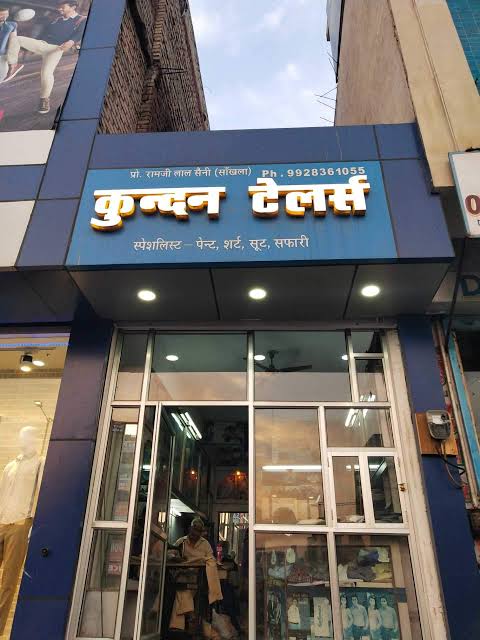 प्रो. रामजी लाल सैनी (साँखला) Ph . 9928361055
कुन्दन टेलर्स
स्पेशलिस्ट – पेन्ट, शर्ट, सूट, सफारी